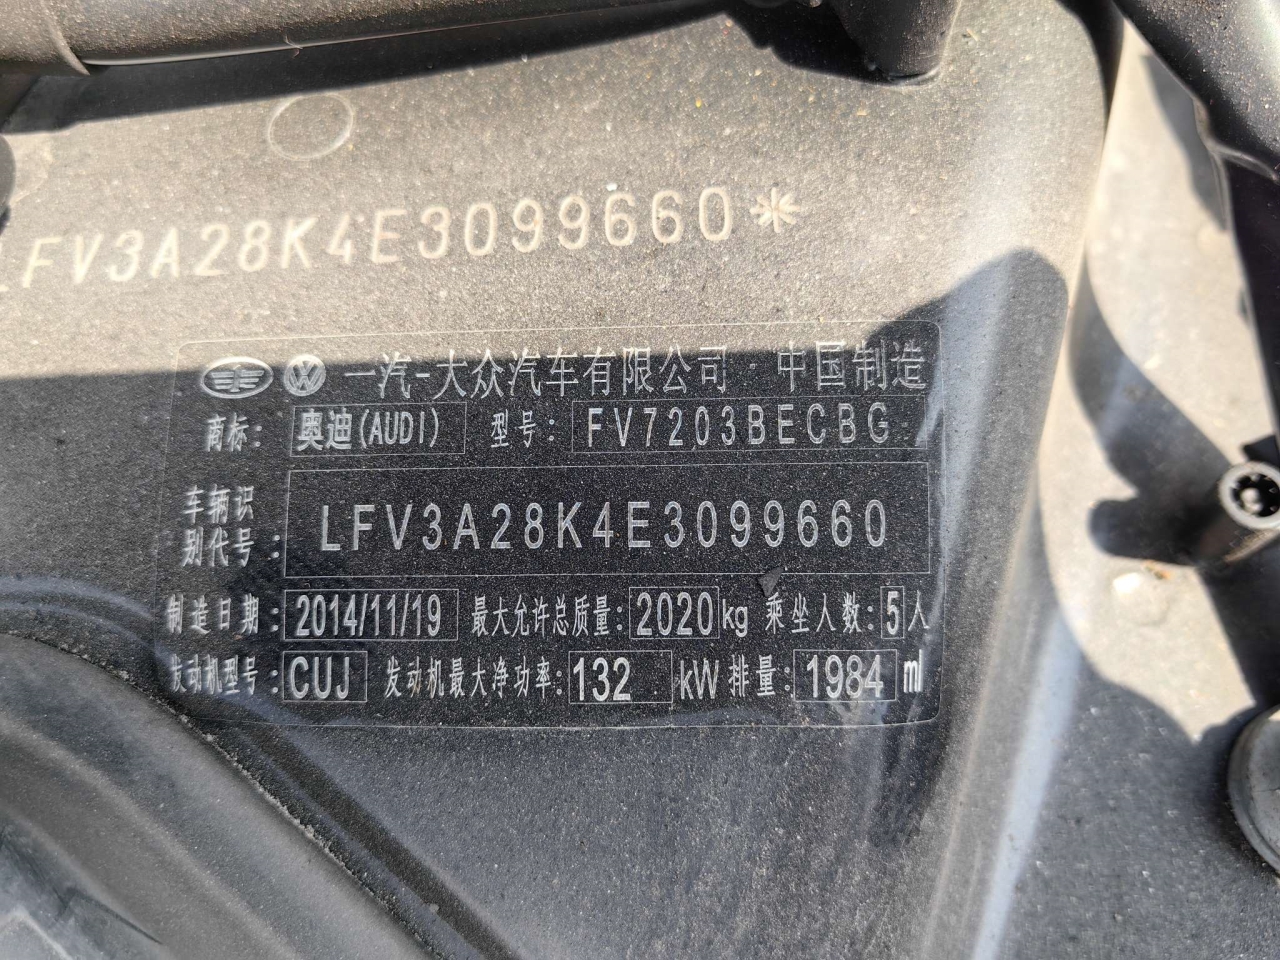 LFV3A28K4E3099660*
一汽-大众汽车有限公司·中国制造
商标: 奥迪(AUDI) 型号: FV7203BECBG
车辆识别代号: LFV3A28K4E3099660
制造日期: 2014/11/19 最大允许总质量: 2020 kg 乘坐人数: 5 人
发动机型号: CUJ 发动机最大净功率: 132 kW 排量: 1984 ml